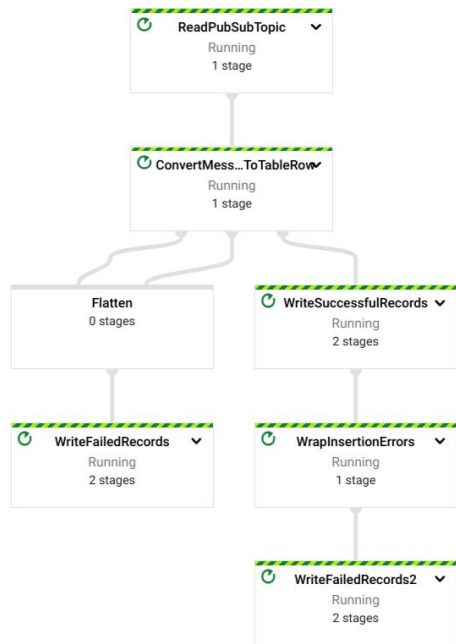 ReadPubSubTopic
Running
1 stage
ConvertMess...ToTableRow
Running
1 stage
Flatten
0 stages
WriteSuccessfulRecords
Running
2 stages
WriteFailedRecords
Running
2 stages
WrapInsertionErrors
Running
1 stage
WriteFailedRecords2
Running
2 stages